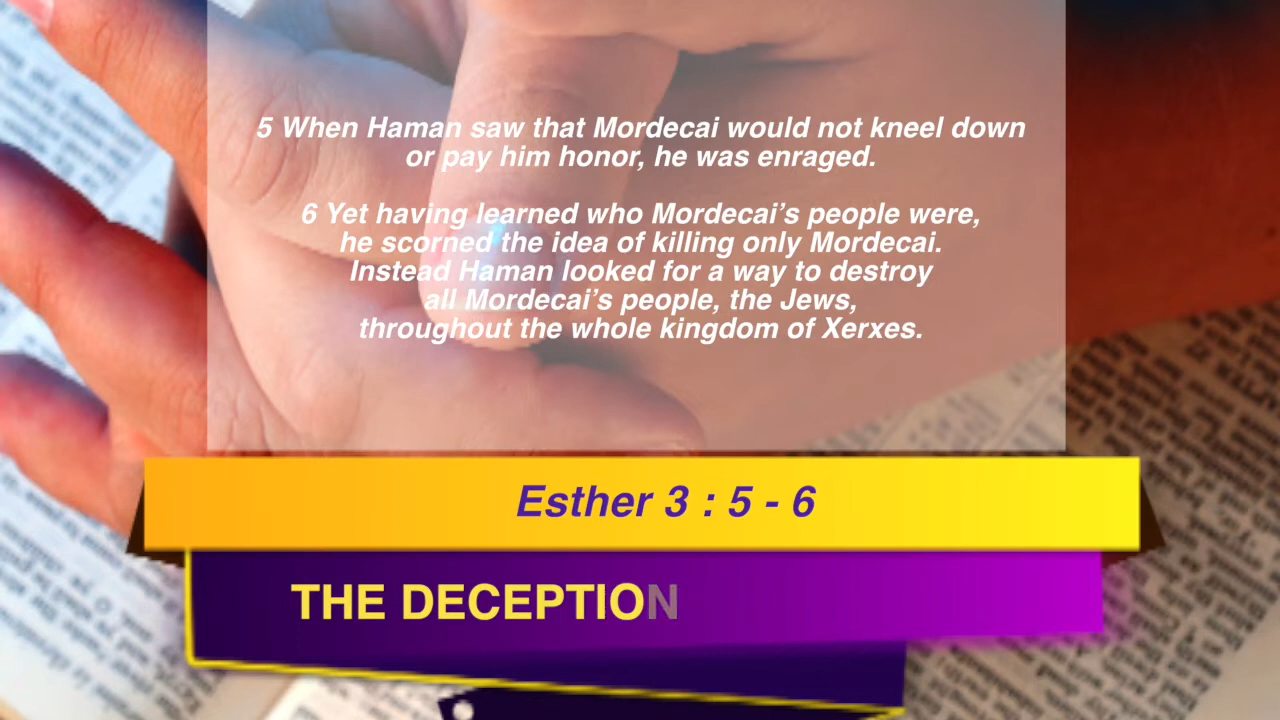 5 When Haman saw that Mordecai would not kneel down
or pay him honor, he was enraged.
6 Yet having learned who Mordecai’s people were,
he scorned the idea of killing only Mordecai.
Instead Haman looked for a way to destroy
all Mordecai’s people, the Jews,
throughout the whole kingdom of Xerxes.
Esther 3 : 5 - 6
THE DECEPTION